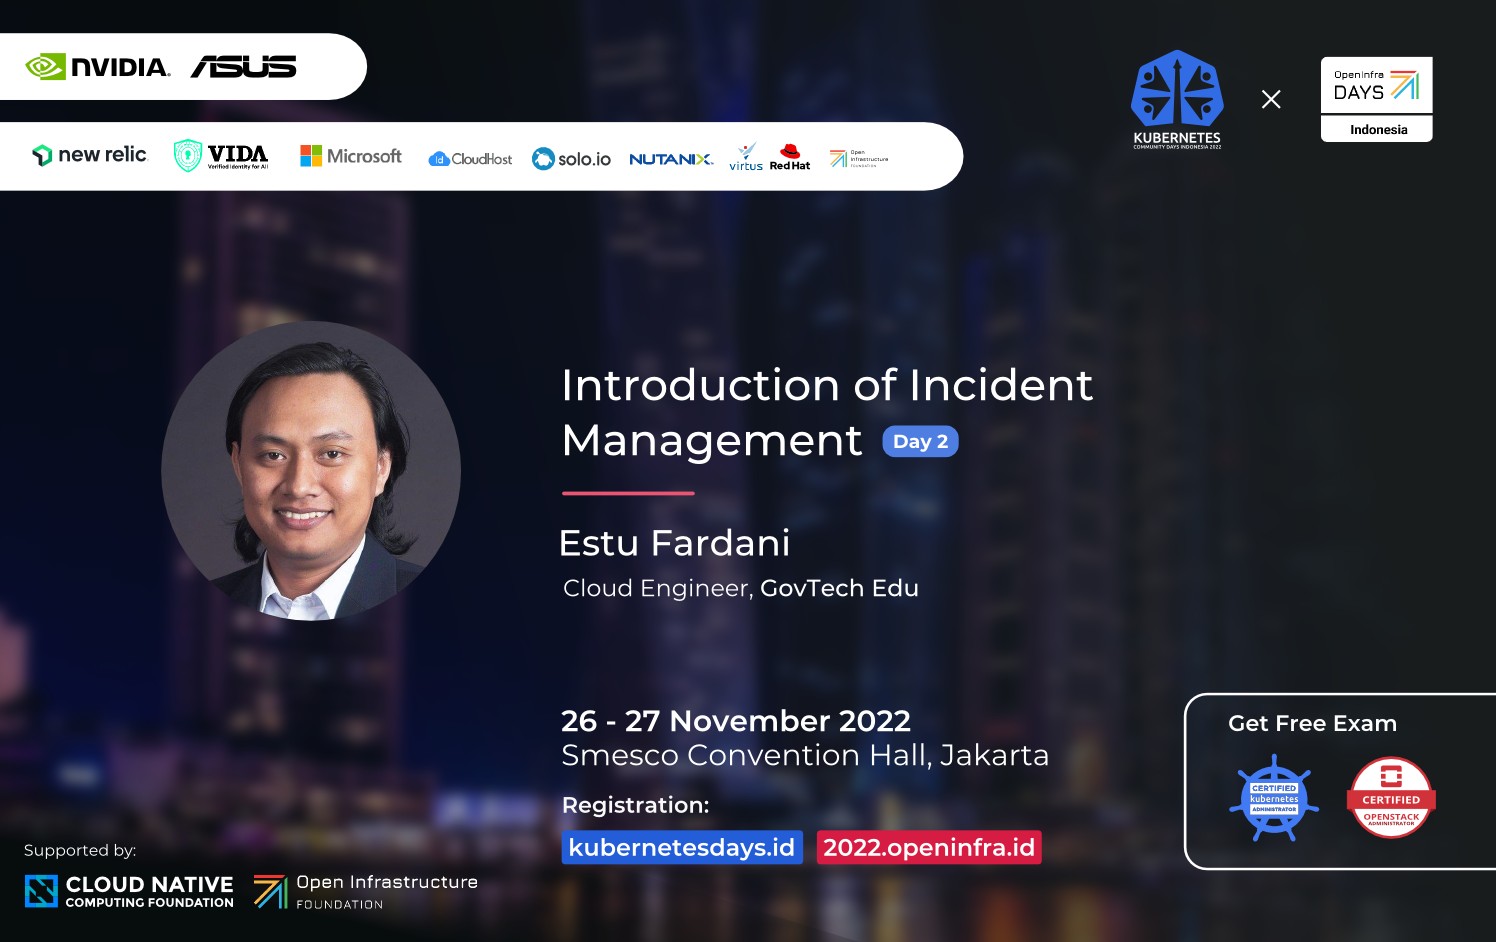 NVIDIA. ASUS
new relic. VIDA Microsoft CloudHost solo.io NUTANIX. virtus Red Hat Open Infrastructure FOUNDATION
Verified Identity for All
Id
KUBERNETES
COMMUNITY DAYS INDONESIA 2022
OpenInfra
DAYS
Indonesia
Introduction of Incident
Management Day 2
Estu Fardani
Cloud Engineer, GovTech Edu
26 - 27 November 2022
Smesco Convention Hall, Jakarta
Registration:
kubernetesdays.id 2022.openinfra.id
Get Free Exam
CERTIFIED
kubernetes
ADMINISTRATOR
CERTIFIED
OPENSTACK
ADMINISTRATOR
Supported by:
CLOUD NATIVE
COMPUTING FOUNDATION
Open Infrastructure
FOUNDATION